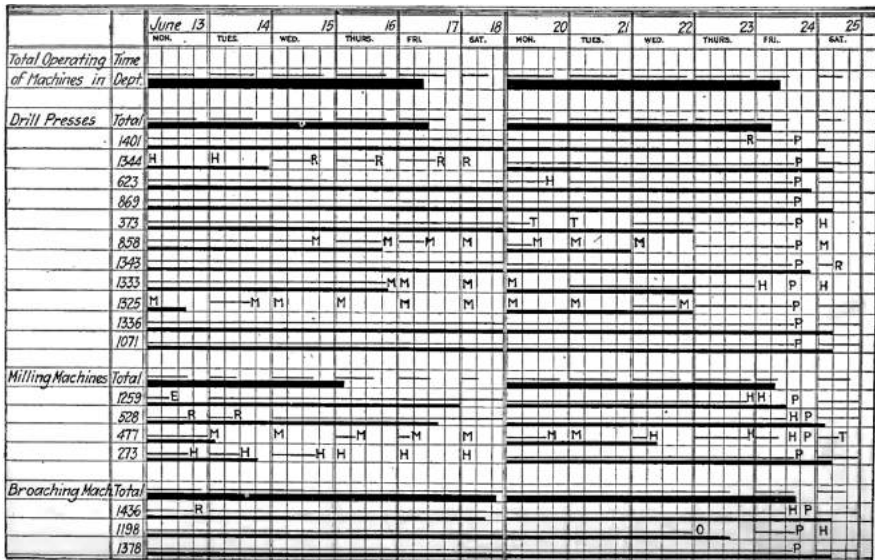 June 13 14 15 16 17 18 20 21 22 23 24 25
MON. TUES. WED. THURS. FRI. SAT. MON. TUES. WED. THURS. FRI. SAT.
Total Operating Time
of Machines in Dept.
Drill Presses Total
1401 R P
1344 H H R R R R P
623 H P
869 P
373 T T P H
858 M M M M M M M P M
1343 P R
1333 M M M M H P H
1325 M M M M M M M M M P
1336 P
1071 P
Milling Machines Total
1259 E H H P
528 R R H P
477 M M M M M M M H H H P T
273 H H H H H H P
Broaching Mach. Total
1436 R H P
1198 O P H
1378 P